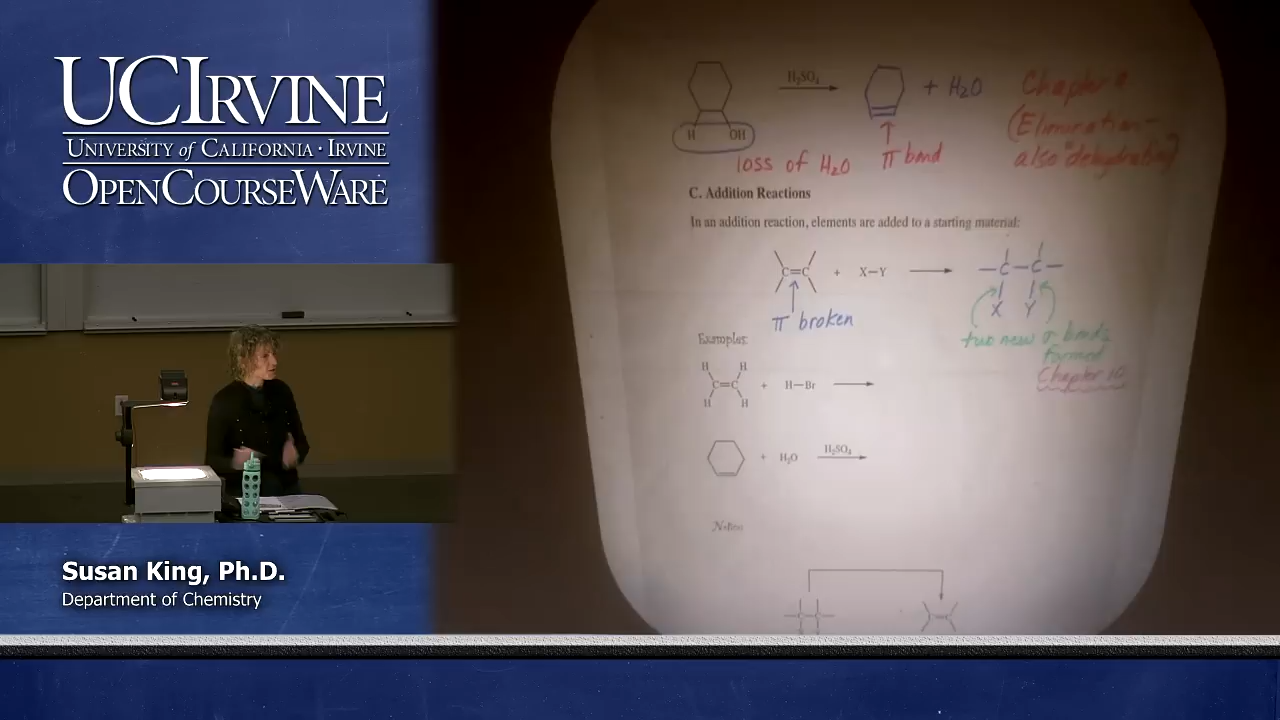 UCIRVINE
UNIVERSITY of CALIFORNIA · IRVINE
OPENCOURSEWARE
Susan King, Ph.D.
Department of Chemistry
H₂SO₄
+ H₂O
H OH
loss of H₂O
π bond
Chapter
(Elimination-
also "dehydration")
C. Addition Reactions
In an addition reaction, elements are added to a starting material:
C=C + X—Y
—C—C—
X Y
π broken
two new σ bonds
formed
Chapter 10
Examples:
H H
C=C + H—Br
H H
+ H₂O H₂SO₄
Notice